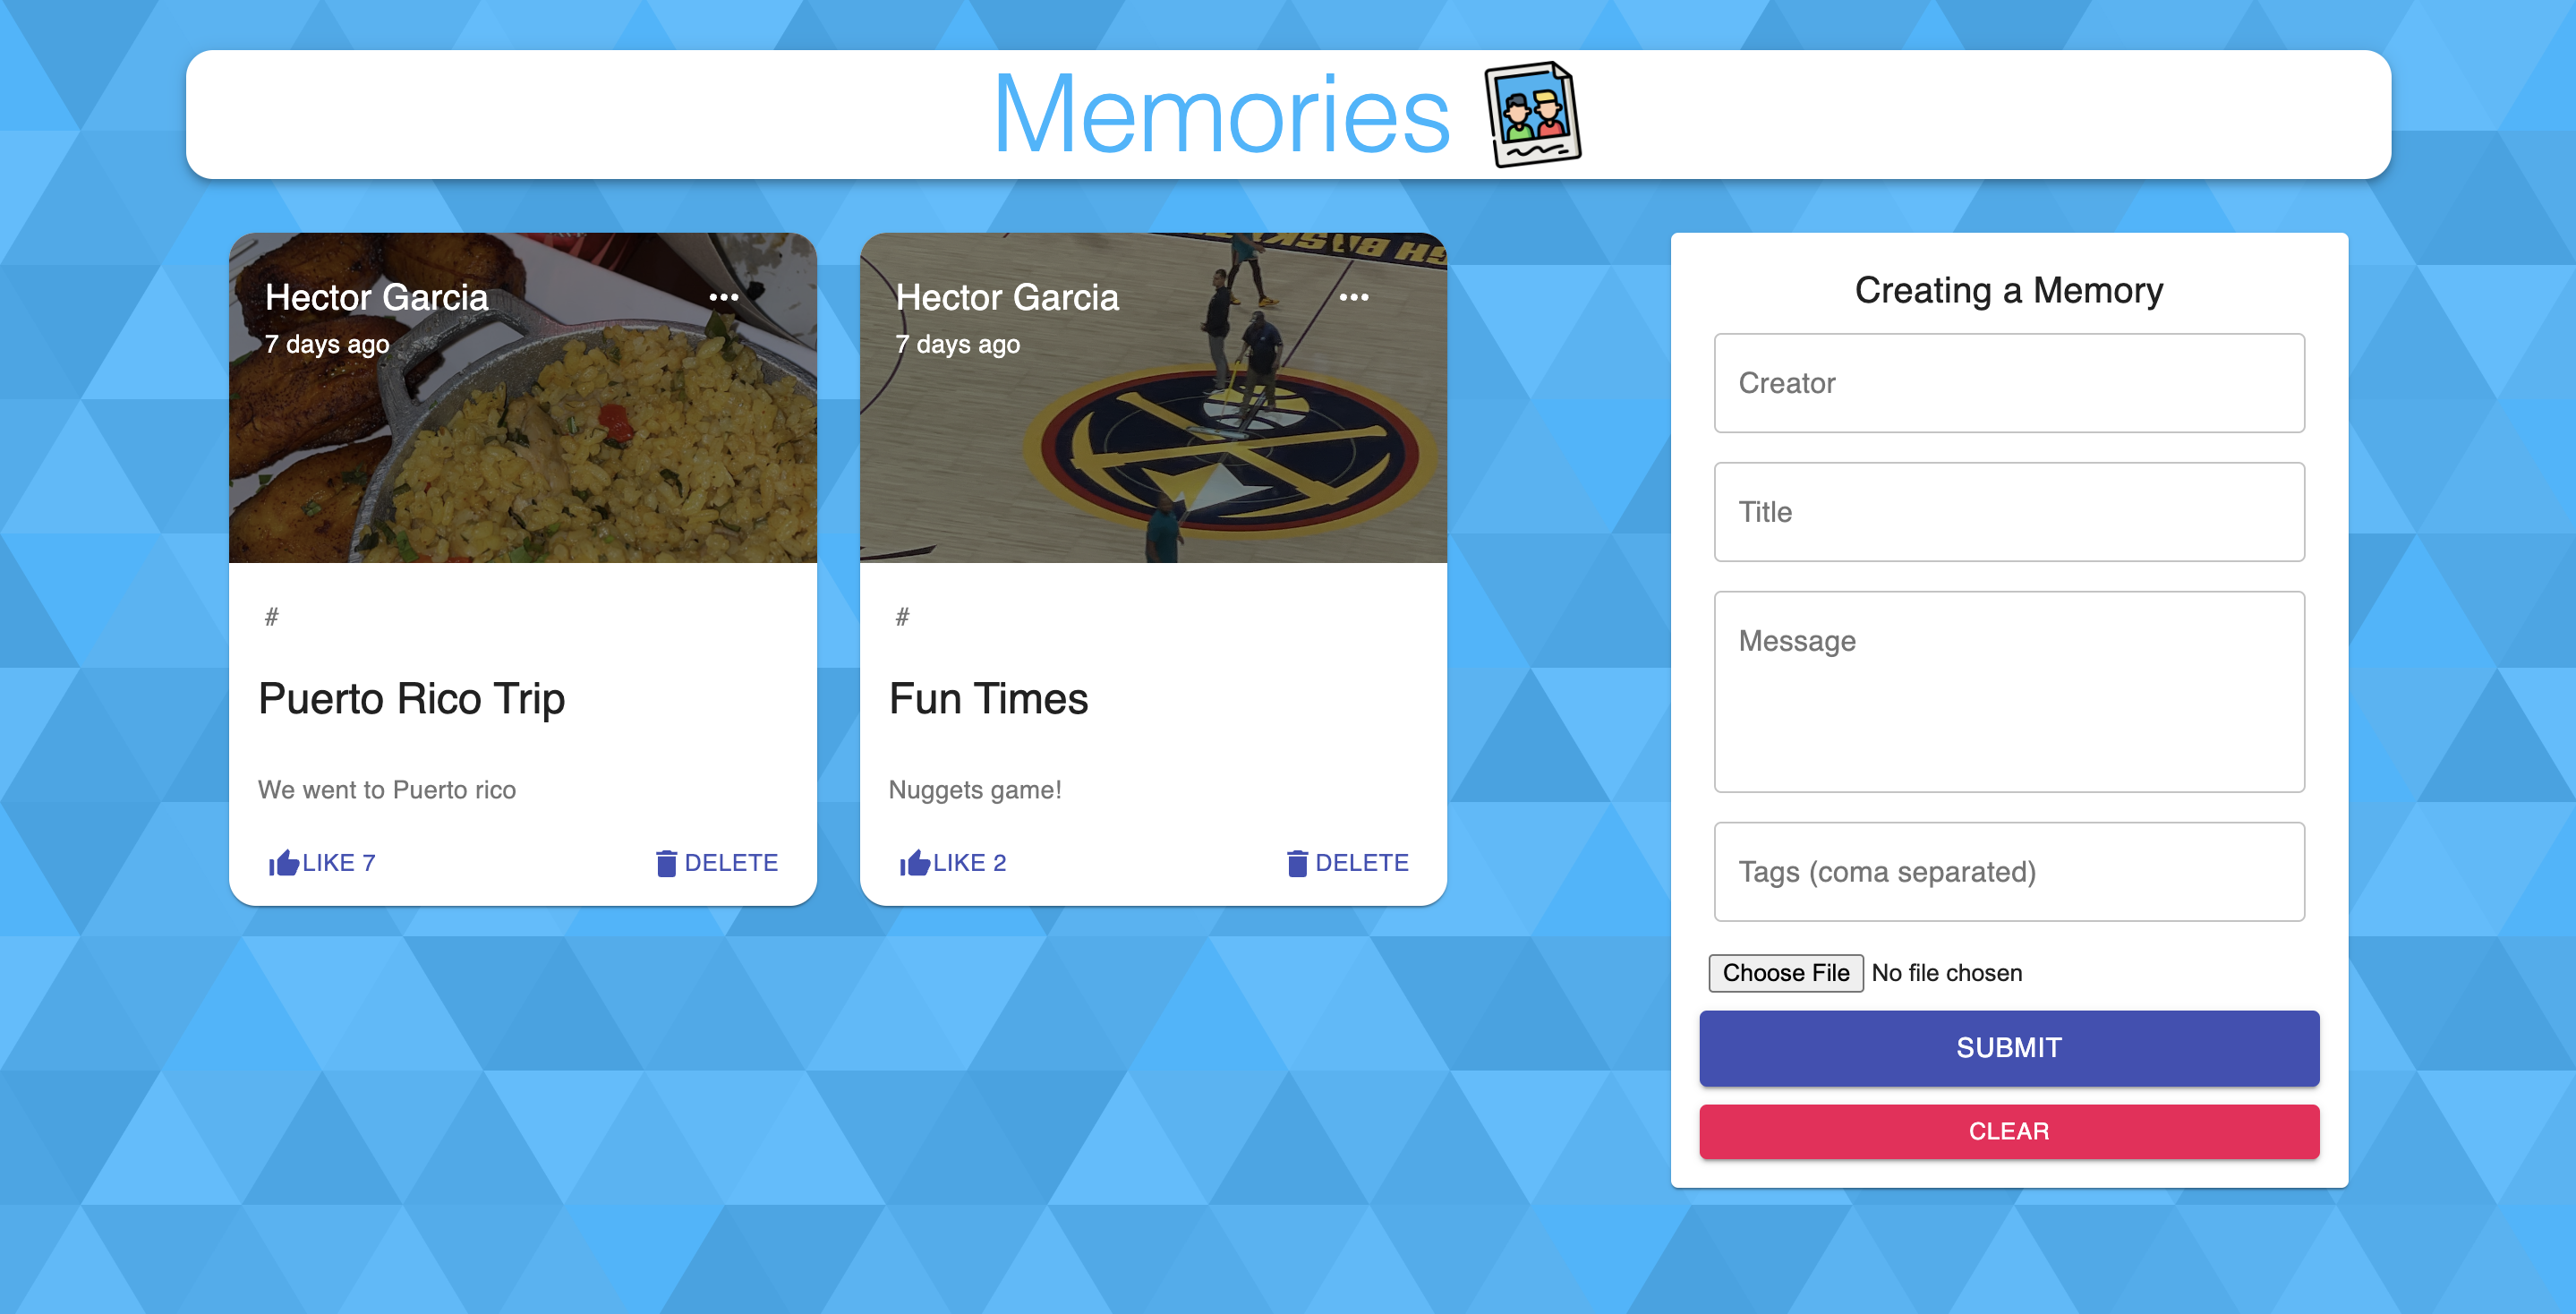 Memories
Hector Garcia
7 days ago
#
Puerto Rico Trip
We went to Puerto rico
LIKE 7
DELETE
Hector Garcia
7 days ago
#
Fun Times
Nuggets game!
LIKE 2
DELETE
Creating a Memory
Creator
Title
Message
Tags (coma separated)
Choose File No file chosen
SUBMIT
CLEAR